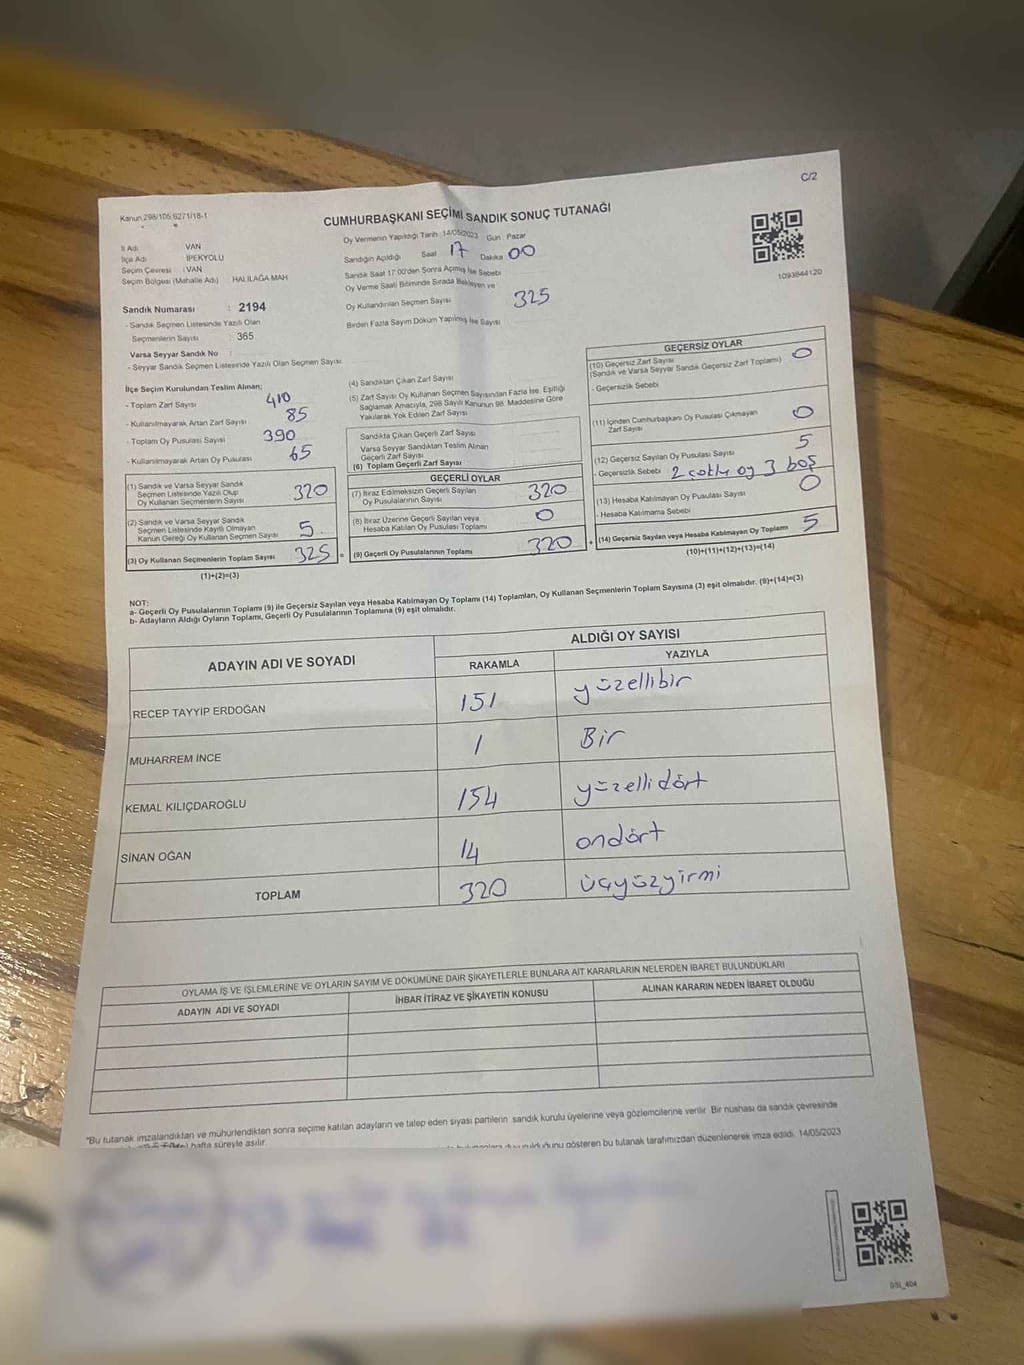 C/2
Kanun 298/105 6271/18-1
CUMHURBAŞKANI SEÇİMİ SANDIK SONUÇ TUTANAĞI
İl Adı VAN
İlçe Adı İPEKYOLU
Seçim Çevresi : VAN
Seçim Bölgesi (Mahalle Adı) HALİLAĞA MAH
Sandık Numarası : 2194
- Sandık Seçmen Listesinde Yazılı Olan
Seçmenlerin Sayısı : 365
Varsa Seyyar Sandık No :
- Seyyar Sandık Seçmen Listesinde Yazılı Olan Seçmen Sayısı
Oy Vermenin Yapıldığı Tarih :14/05/2023 Gün : Pazar
Sandığın Açıldığı Saat 17 Dakika 00
Sandık Saat 17:00'den Sonra Açmış İse Sebebi
Oy Verme Saati Bitiminde Sırada Bekleyen ve
Oy Kullandırılan Seçmen Sayısı 325
Birden Fazla Sayım Döküm Yapılmış İse Sayısı
1093844120
İlçe Seçim Kurulundan Teslim Alınan;
- Toplam Zarf Sayısı 410
- Kullanılmayarak Artan Zarf Sayısı 85
- Toplam Oy Pusulası Sayısı 390
- Kullanılmayarak Artan Oy Pusulası 65
(1) Sandık ve Varsa Seyyar Sandık
Seçmen Listesinde Yazılı Olup
Oy Kullanan Seçmenlerin Sayısı 320
(2) Sandık ve Varsa Seyyar Sandık
Seçmen Listesinde Kayıtlı Olmayan
Kanun Gereği Oy Kullanan Seçmen Sayısı 5
(3) Oy Kullanan Seçmenlerin Toplam Sayısı 325 =
(1)+(2)=(3)
(4) Sandıktan Çıkan Zarf Sayısı
(5) Zarf Sayısı Oy Kullanan Seçmen Sayısından Fazla İse, Eşitliği
Sağlamak Amacıyla, 298 Sayılı Kanunun 98. Maddesine Göre
Yakılarak Yok Edilen Zarf Sayısı
Sandıkta Çıkan Geçerli Zarf Sayısı
Varsa Seyyar Sandıktan Teslim Alınan
Geçerli Zarf Sayısı
(6) Toplam Geçerli Zarf Sayısı
GEÇERLİ OYLAR
(7) İtiraz Edilmeksizin Geçerli Sayılan
Oy Pusulalarının Sayısı 320
(8) İtiraz Üzerine Geçerli Sayılan veya
Hesaba Katılan Oy Pusulası Toplamı 0
(9) Geçerli Oy Pusulalarının Toplamı 320 +
GEÇERSİZ OYLAR
(10) Geçersiz Zarf Sayısı 0
(Sandık ve Varsa Seyyar Sandık Geçersiz Zarf Toplamı)
- Geçersizlik Sebebi
(11) İçinden Cumhurbaşkanı Oy Pusulası Çıkmayan
Zarf Sayısı 0
(12) Geçersiz Sayılan Oy Pusulası Sayısı 5
- Geçersizlik Sebebi 2 çoklu oy 3 boş
(13) Hesaba Katılmayan Oy Pusulası Sayısı 0
- Hesaba Katılmama Sebebi
(14) Geçersiz Sayılan veya Hesaba Katılmayan Oy Toplamı 5
(10)+(11)+(12)+(13)=(14)
NOT:
a- Geçerli Oy Pusulalarının Toplamı (9) ile Geçersiz Sayılan veya Hesaba Katılmayan Oy Toplamı (14) Toplamları, Oy Kullanan Seçmenlerin Toplam Sayısına (3) eşit olmalıdır. (9)+(14)=(3)
b- Adayların Aldığı Oyların Toplamı, Geçerli Oy Pusulalarının Toplamına (9) eşit olmalıdır.
ADAYIN ADI VE SOYADI ALDIĞI OY SAYISI
RAKAMLA YAZIYLA
RECEP TAYYİP ERDOĞAN 151 yüzellibir
MUHARREM İNCE 1 Bir
KEMAL KILIÇDAROĞLU 154 yüzellidört
SİNAN OĞAN 14 ondört
TOPLAM 320 üçyüzyirmi
OYLAMA İŞ VE İŞLEMLERİNE VE OYLARIN SAYIM VE DÖKÜMÜNE DAİR ŞİKAYETLERLE BUNLARA AİT KARARLARIN NELERDEN İBARET BULUNDUKLARI
ADAYIN ADI VE SOYADI İHBAR İTİRAZ VE ŞİKAYETİN KONUSU ALINAN KARARIN NEDEN İBARET OLDUĞU
*Bu tutanak imzalandıktan ve mühürlendikten sonra seçime katılan adayların ve talep eden siyasi partilerin sandık kurulu üyelerine veya gözlemcilerine verilir. Bir nüshası da sandık çevresinde
hafta süreyle asılır.
gösteren bu tutanak tarafımızdan düzenlenerek imza edildi. 14/05/2023